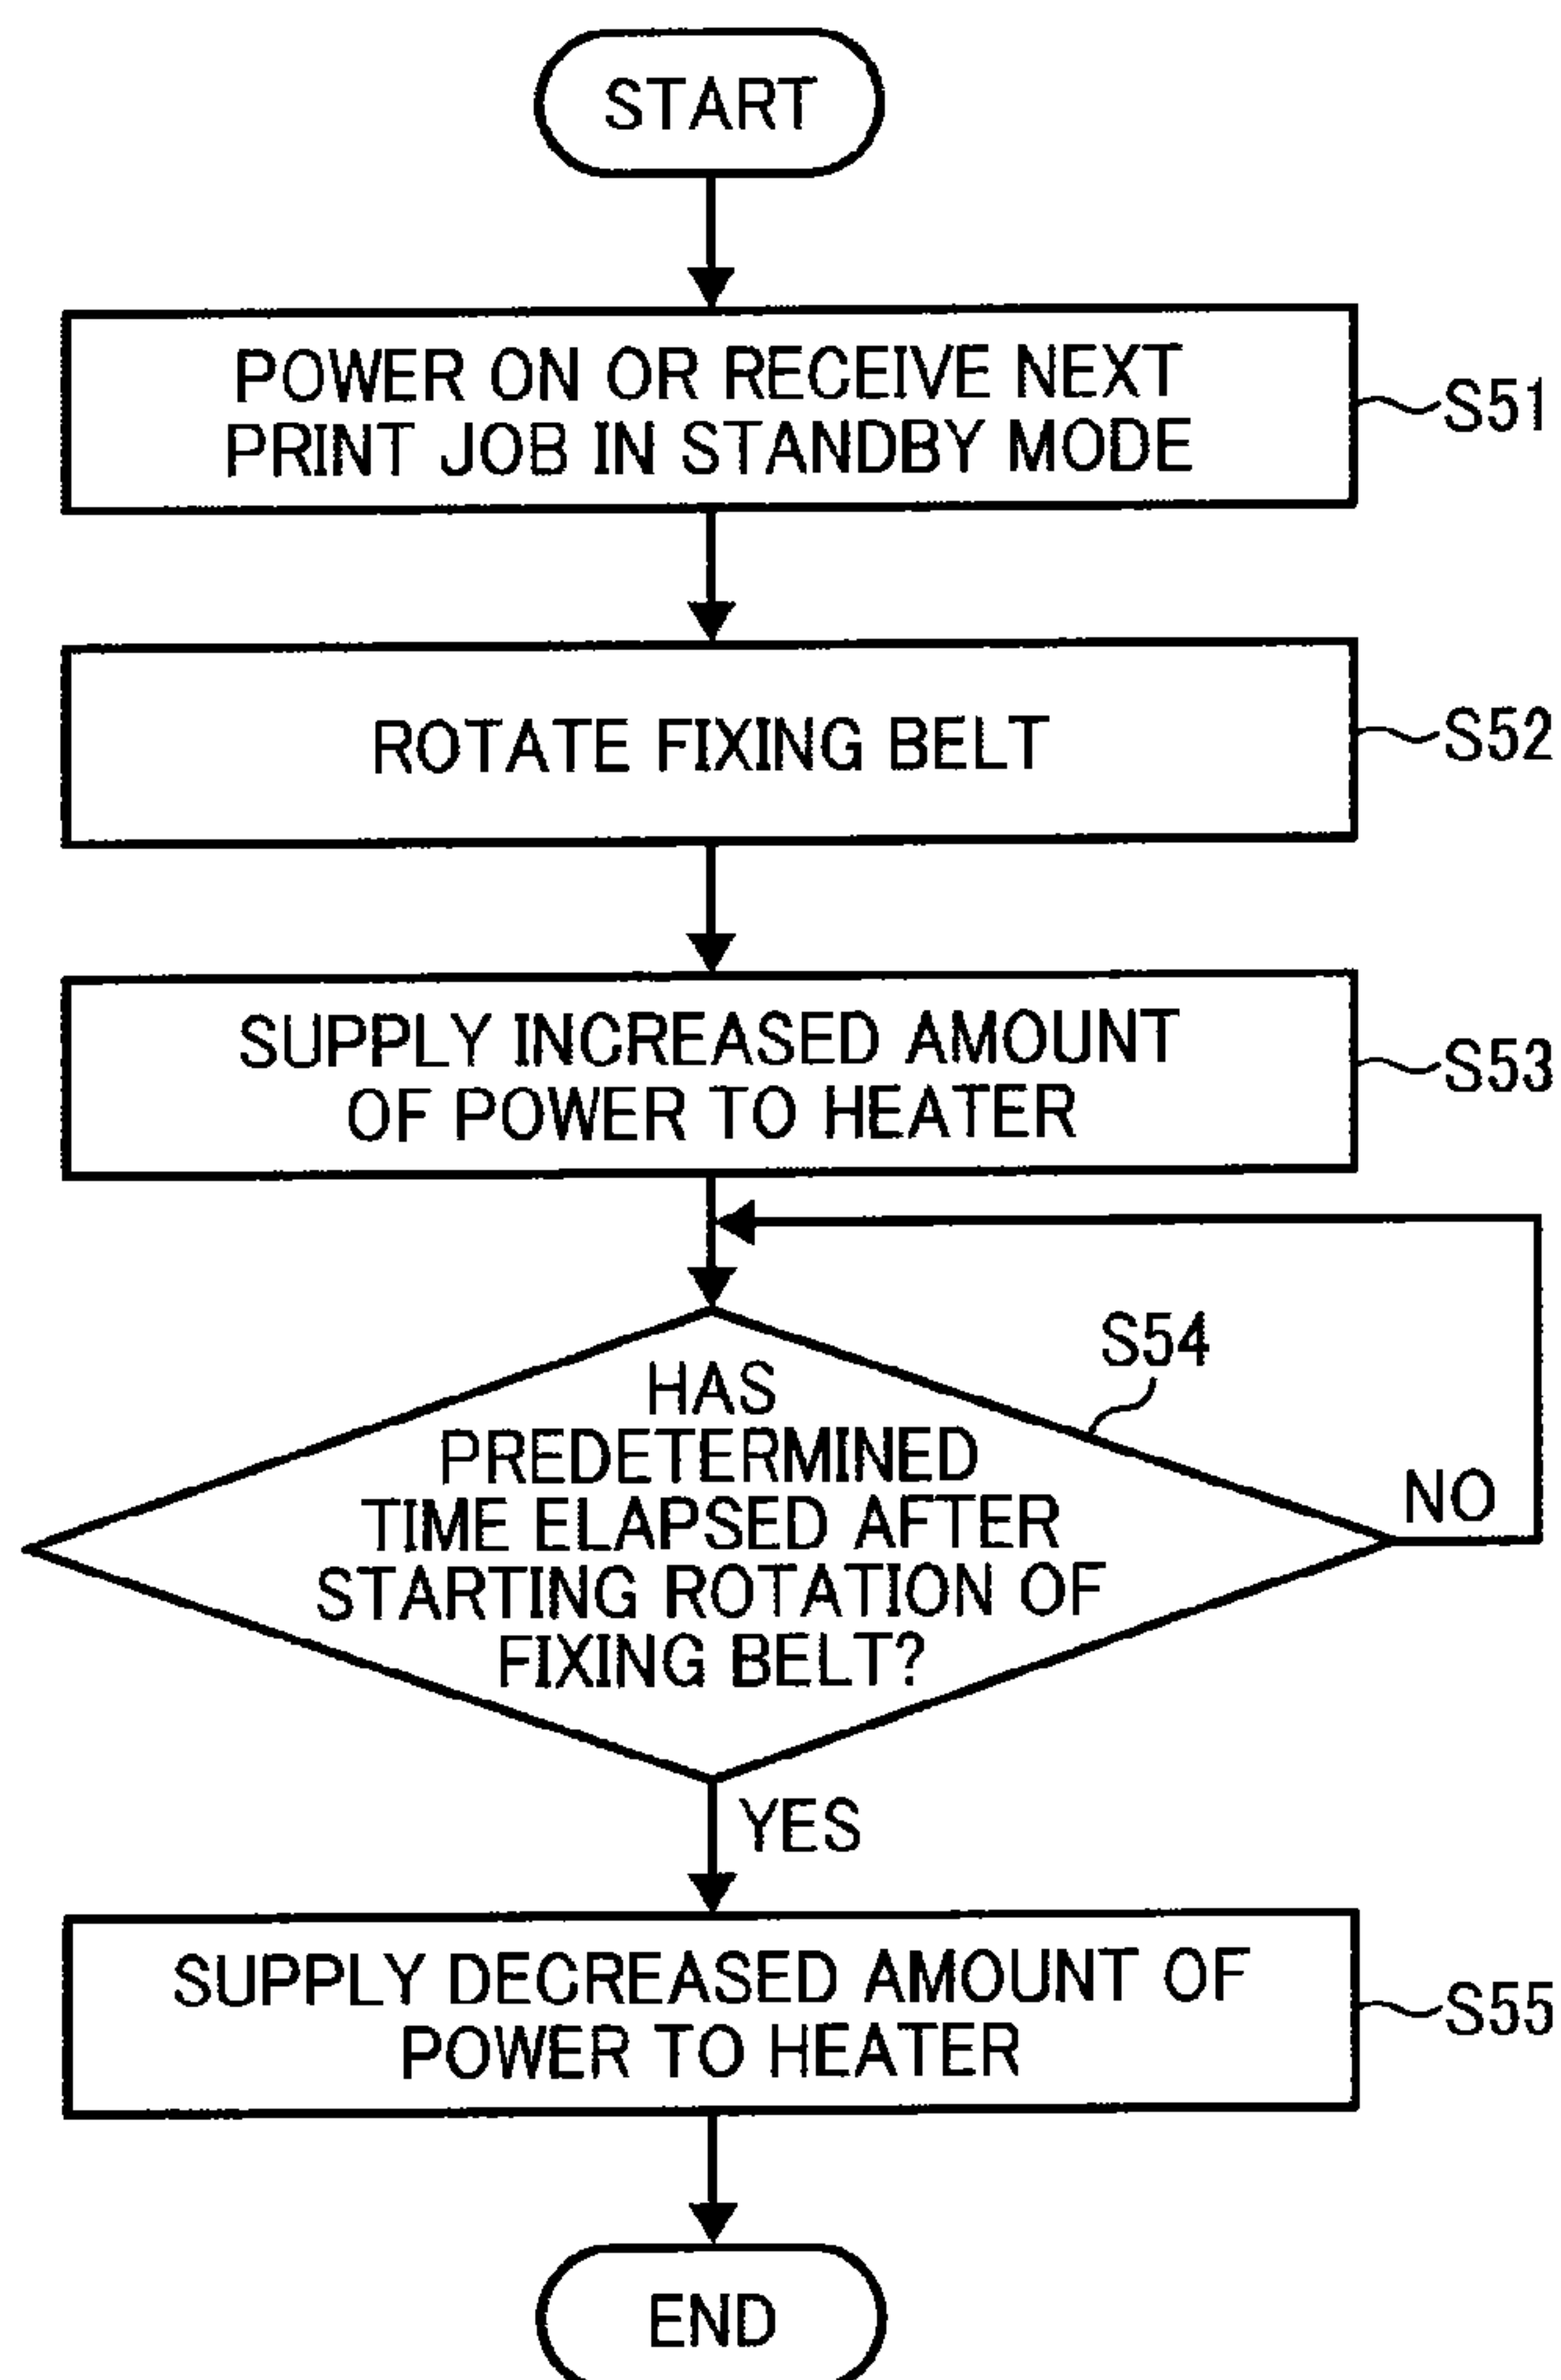 START
POWER ON OR RECEIVE NEXT
PRINT JOB IN STANDBY MODE
S51
ROTATE FIXING BELT
S52
SUPPLY INCREASED AMOUNT
OF POWER TO HEATER
S53
S54
HAS
PREDETERMINED
TIME ELAPSED AFTER
STARTING ROTATION OF
FIXING BELT?
NO
YES
SUPPLY DECREASED AMOUNT OF
POWER TO HEATER
S55
END